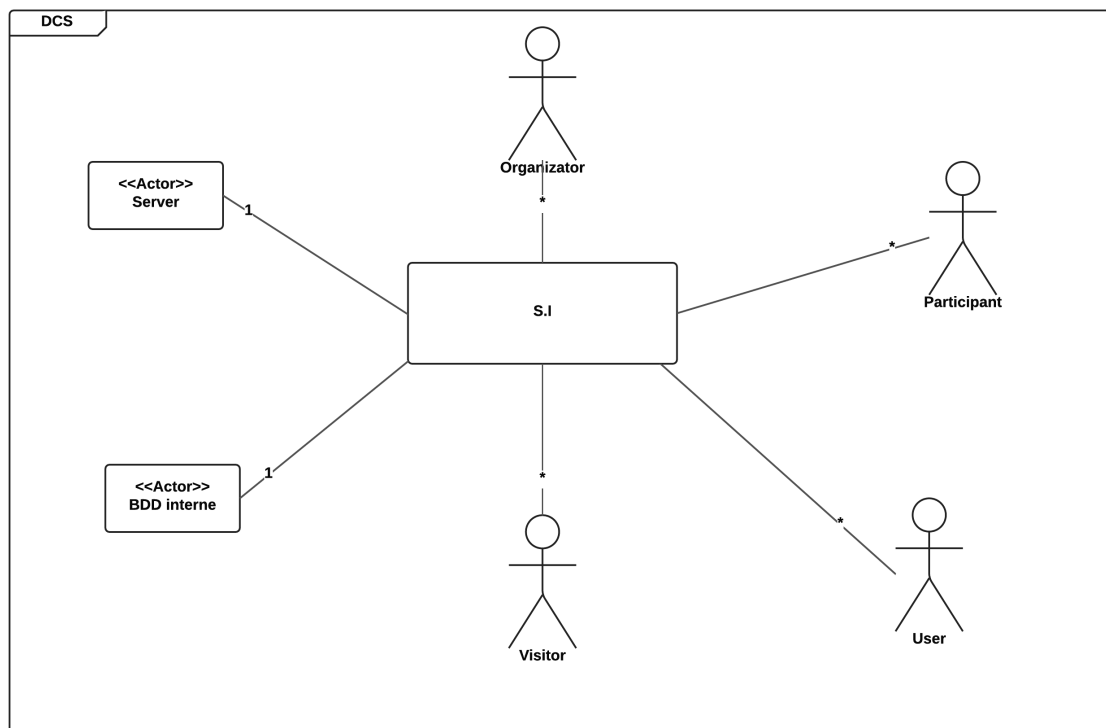 DCS
Organizator
*
<<Actor>>
Server
1
*
Participant
S.I
<<Actor>>
BDD interne
1
*
Visitor
*
User